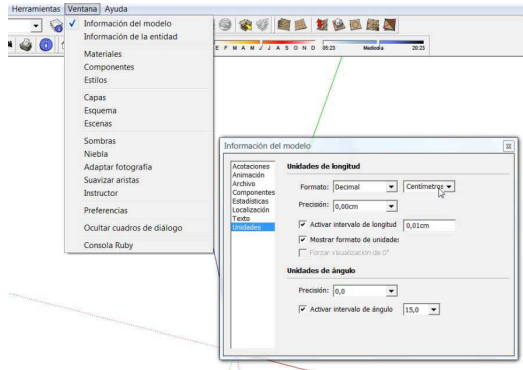 Herramientas Ventana Ayuda
Información del modelo
Información de la entidad
Materiales
Componentes
Estilos
Capas
Esquema
Escenas
Sombras
Niebla
Adaptar fotografía
Suavizar aristas
Instructor
Preferencias
Ocultar cuadros de diálogo
Consola Ruby
E F M A M J J A S O N D 05:23 Mediodía 20:25
Información del modelo
Acotaciones
Animación
Archivo
Componentes
Estadísticas
Localización
Texto
Unidades
Unidades de longitud
Formato: Decimal Centímetros
Precisión: 0,00cm
Activar intervalo de longitud 0,01cm
Mostrar formato de unidades
Forzar visualización de 0"
Unidades de ángulo
Precisión: 0,0
Activar intervalo de ángulo 15,0